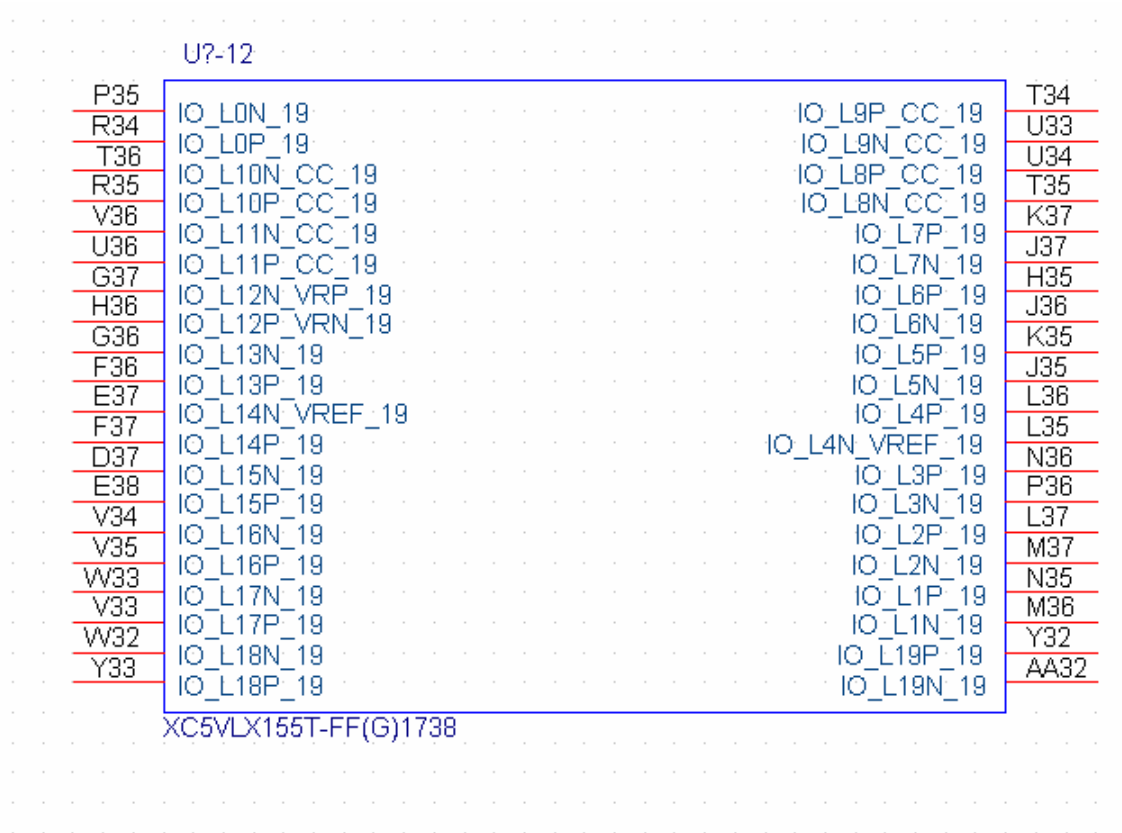 U?-12
P35 IO_L0N_19 IO_L9P_CC_19 T34
R34 IO_L0P_19 IO_L9N_CC_19 U33
T36 IO_L10N_CC_19 IO_L8P_CC_19 U34
R35 IO_L10P_CC_19 IO_L8N_CC_19 T35
V36 IO_L11N_CC_19 IO_L7P_19 K37
U36 IO_L11P_CC_19 IO_L7N_19 J37
G37 IO_L12N_VRP_19 IO_L6P_19 H35
H36 IO_L12P_VRN_19 IO_L6N_19 J36
G36 IO_L13N_19 IO_L5P_19 K35
F36 IO_L13P_19 IO_L5N_19 J35
E37 IO_L14N_VREF_19 IO_L4P_19 L36
F37 IO_L14P_19 IO_L4N_VREF_19 L35
D37 IO_L15N_19 IO_L3P_19 N36
E38 IO_L15P_19 IO_L3N_19 P36
V34 IO_L16N_19 IO_L2P_19 L37
V35 IO_L16P_19 IO_L2N_19 M37
W33 IO_L17N_19 IO_L1P_19 N35
V33 IO_L17P_19 IO_L1N_19 M36
W32 IO_L18N_19 IO_L19P_19 Y32
Y33 IO_L18P_19 IO_L19N_19 AA32
XC5VLX155T-FF(G)1738